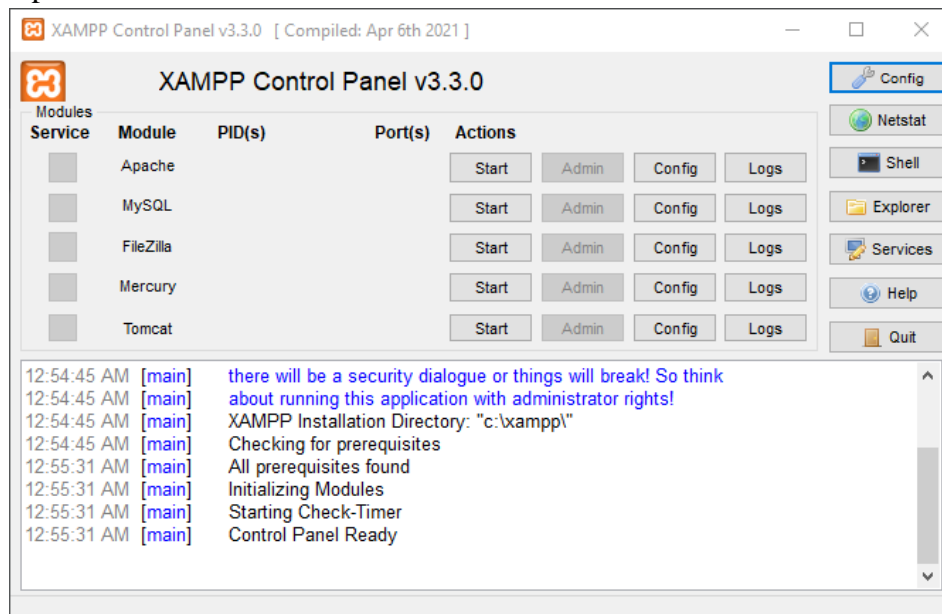 XAMPP Control Panel v3.3.0 [ Compiled: Apr 6th 2021 ]
XAMPP Control Panel v3.3.0
Config
Modules
Service Module PID(s) Port(s) Actions
Netstat
Apache Start Admin Config Logs
Shell
MySQL Start Admin Config Logs
Explorer
FileZilla Start Admin Config Logs
Services
Mercury Start Admin Config Logs
Help
Tomcat Start Admin Config Logs
Quit
12:54:45 AM [main] there will be a security dialogue or things will break! So think
12:54:45 AM [main] about running this application with administrator rights!
12:54:45 AM [main] XAMPP Installation Directory: "c:\xampp\"
12:54:45 AM [main] Checking for prerequisites
12:55:31 AM [main] All prerequisites found
12:55:31 AM [main] Initializing Modules
12:55:31 AM [main] Starting Check-Timer
12:55:31 AM [main] Control Panel Ready